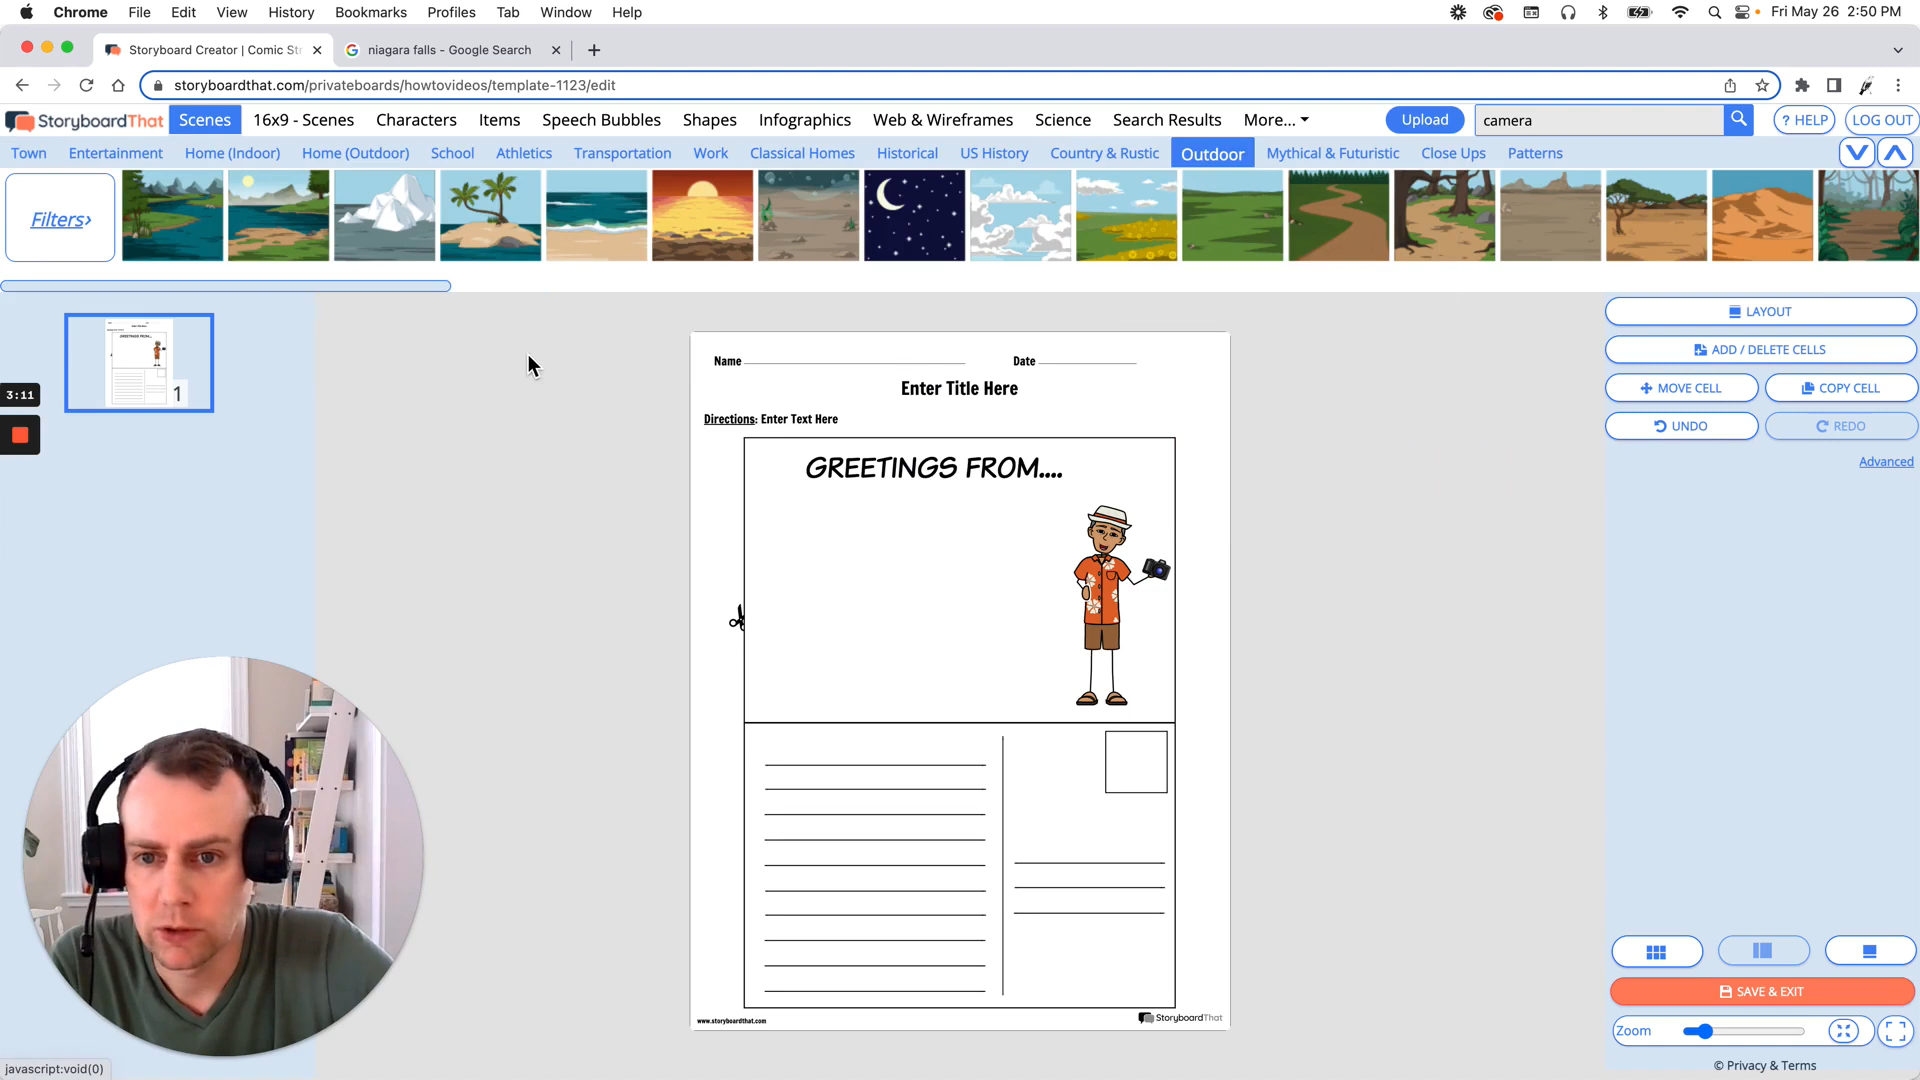 Chrome File Edit View History Bookmarks Profiles Tab Window Help Fri May 26 2:50 PM
Storyboard Creator | Comic Str niagara falls - Google Search
storyboardthat.com/privateboards/howtovideos/template-1123/edit
StoryboardThat Scenes 16x9 - Scenes Characters Items Speech Bubbles Shapes Infographics Web & Wireframes Science Search Results More... Upload camera ? HELP LOG OUT
Town Entertainment Home (Indoor) Home (Outdoor) School Athletics Transportation Work Classical Homes Historical US History Country & Rustic Outdoor Mythical & Futuristic Close Ups Patterns
Filters›
LAYOUT
ADD / DELETE CELLS
MOVE CELL COPY CELL
UNDO REDO
Advanced
1
3:11
Name Date
Enter Title Here
Directions: Enter Text Here
GREETINGS FROM....
www.storyboardthat.com StoryboardThat
SAVE & EXIT
Zoom
© Privacy & Terms
javascript:void(0)